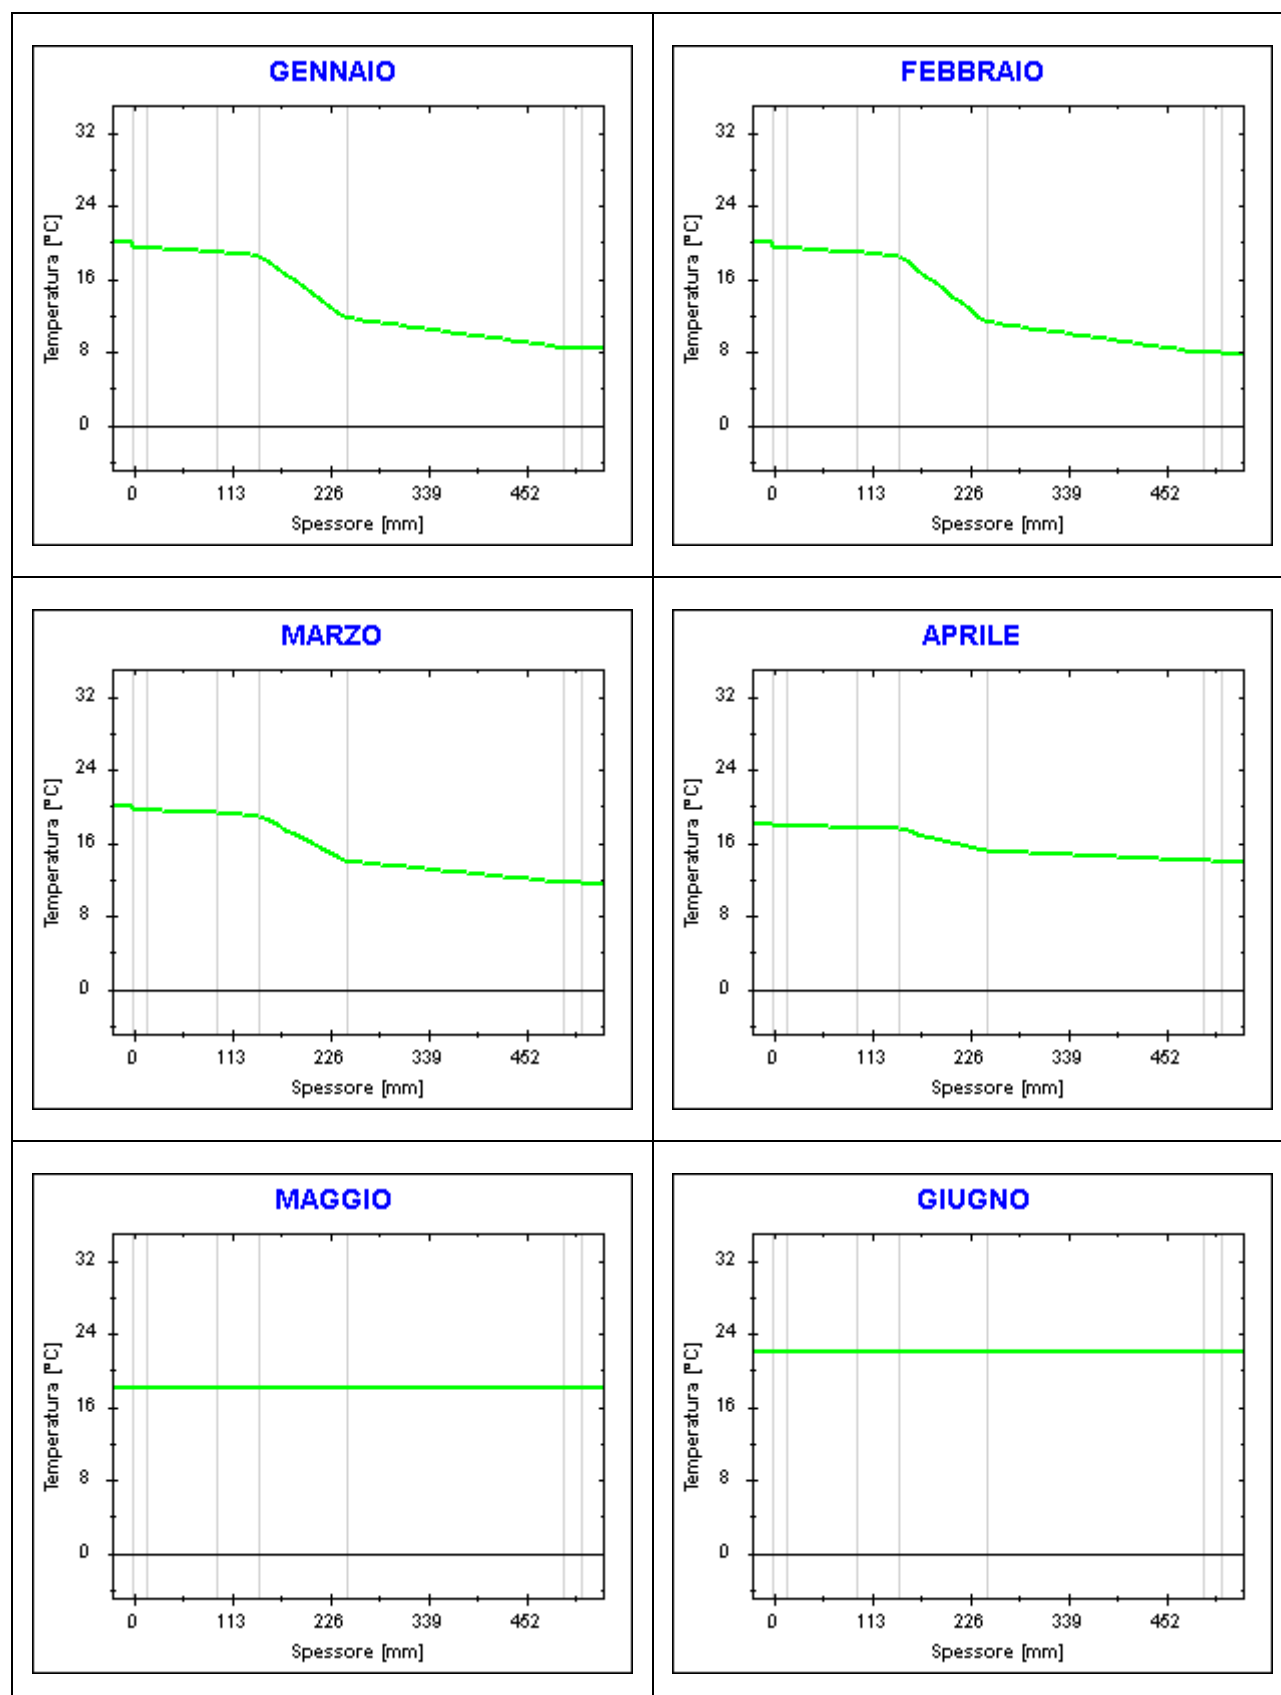 GENNAIO
32
24
16
8
0
Temperatura [°C]
0 113 226 339 452
Spessore [mm]
FEBBRAIO
32
24
16
8
0
Temperatura [°C]
0 113 226 339 452
Spessore [mm]
MARZO
32
24
16
8
0
Temperatura [°C]
0 113 226 339 452
Spessore [mm]
APRILE
32
24
16
8
0
Temperatura [°C]
0 113 226 339 452
Spessore [mm]
MAGGIO
32
24
16
8
0
Temperatura [°C]
0 113 226 339 452
Spessore [mm]
GIUGNO
32
24
16
8
0
Temperatura [°C]
0 113 226 339 452
Spessore [mm]